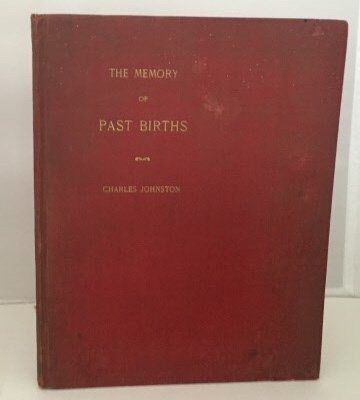 THE MEMORY
OF
PAST BIRTHS
CHARLES JOHNSTON